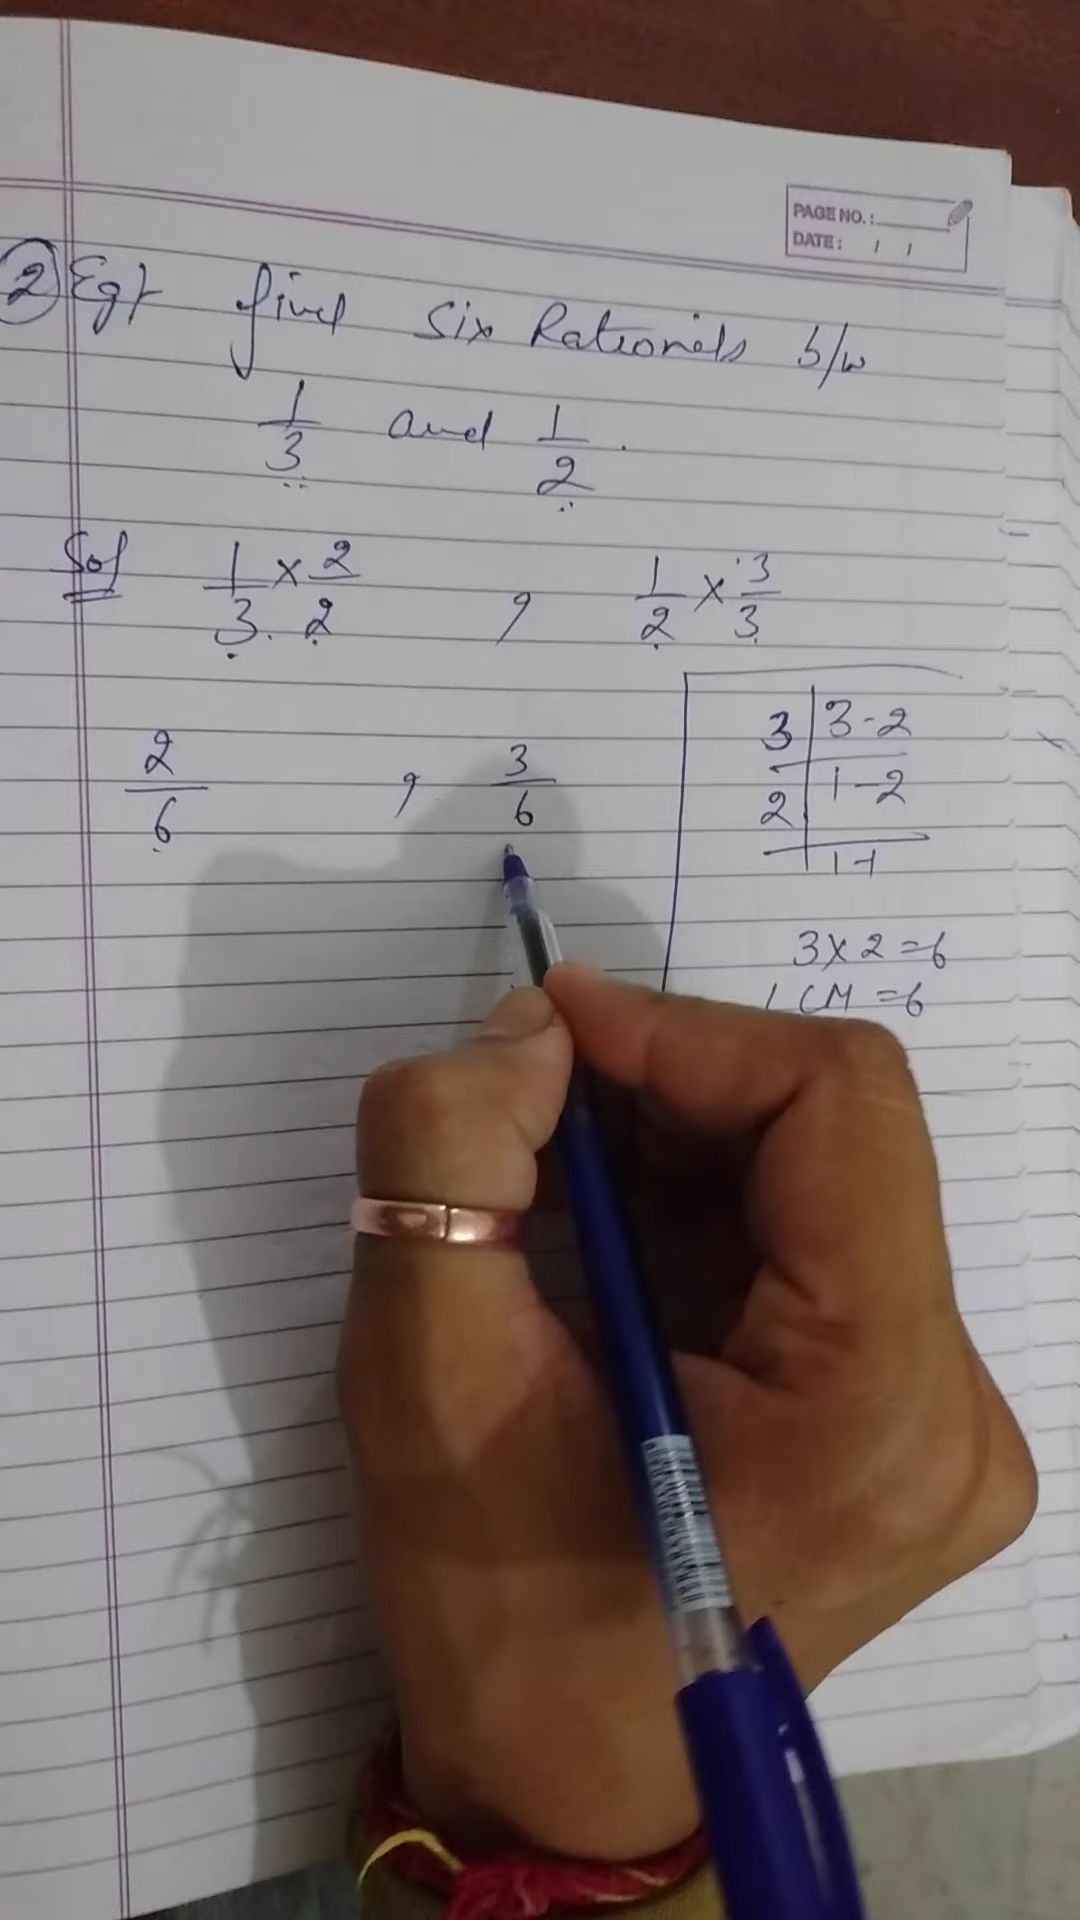 PAGE NO.:
DATE: / /
② Eg:- find six Rationals b/w
1/3 and 1/2.
Sol 1/3 × 2/2 , 1/2 × 3/3
2/6 , 3/6
3 | 3-2
2 | 1-2
1-1
3×2=6
LCM=6